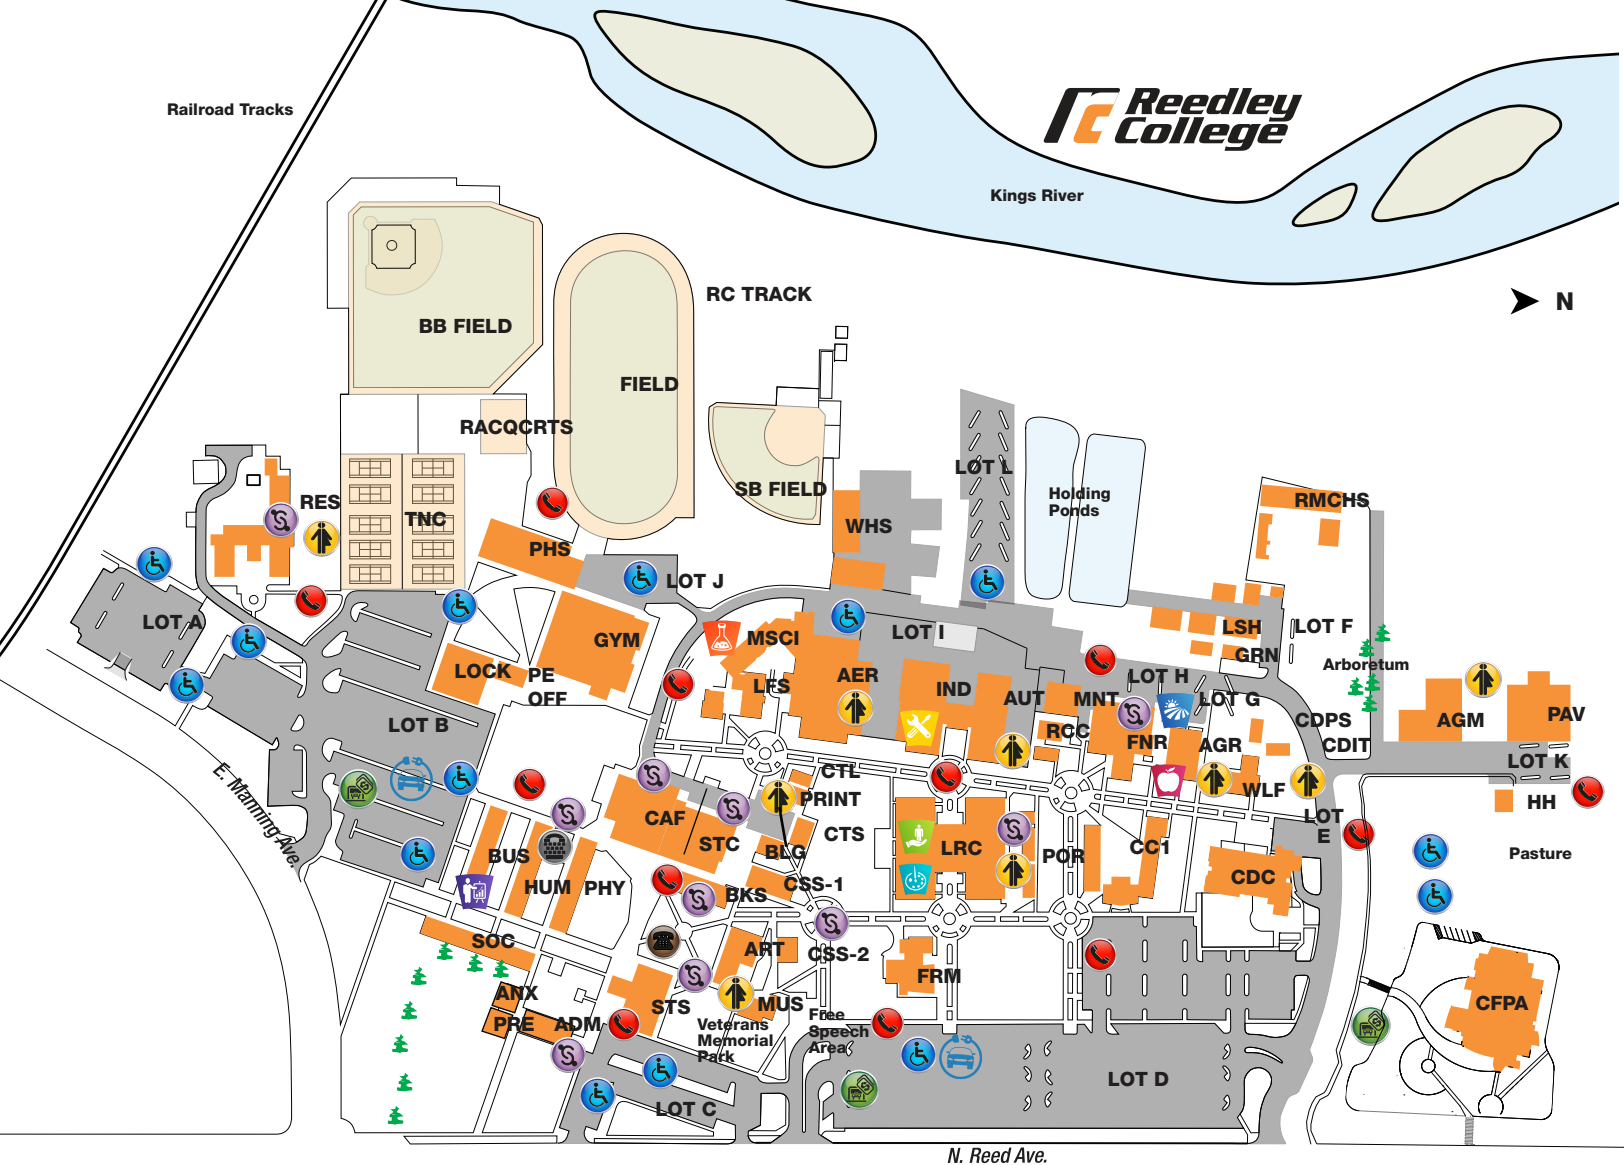 Railroad Tracks
Reedley
College
Kings River
N
RC TRACK
BB FIELD
FIELD
RACQCRTS
LOT L
SB FIELD
Holding
Ponds
RES
TNC
WHS
RMCHS
PHS
LOT J
LOT A
GYM
MSCI
LOT I
LSH
LOT F
GRN
Arboretum
LOCK
PE
OFF
LFS
AER
IND
AUT
MNT
LOT H
LOT G
LOT B
RCC
FNR
AGR
CDPS
CDIT
AGM
PAV
E. Manning Ave.
CTL
PRINT
WLF
LOT K
HH
CAF
STC
CTS
LOT
E
BUS
BLG
LRC
POR
CC1
Pasture
HUM
PHY
BKS
CSS-1
CDC
SOC
ART
CSS-2
FRM
ANX
PRE
ADM
STS
MUS
CFPA
Veterans
Memorial
Park
Free
Speech
Area
LOT C
LOT D
N. Reed Ave.